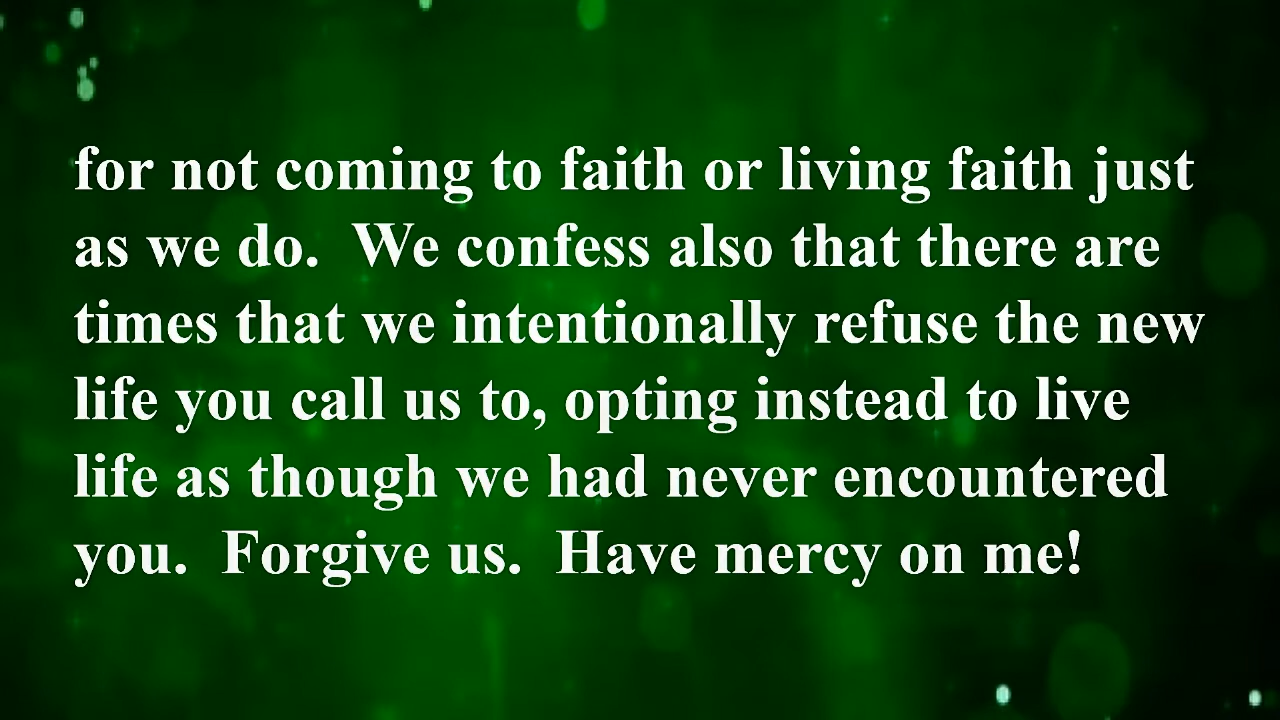 for not coming to faith or living faith just
as we do.  We confess also that there are
times that we intentionally refuse the new
life you call us to, opting instead to live
life as though we had never encountered
you.  Forgive us.  Have mercy on me!